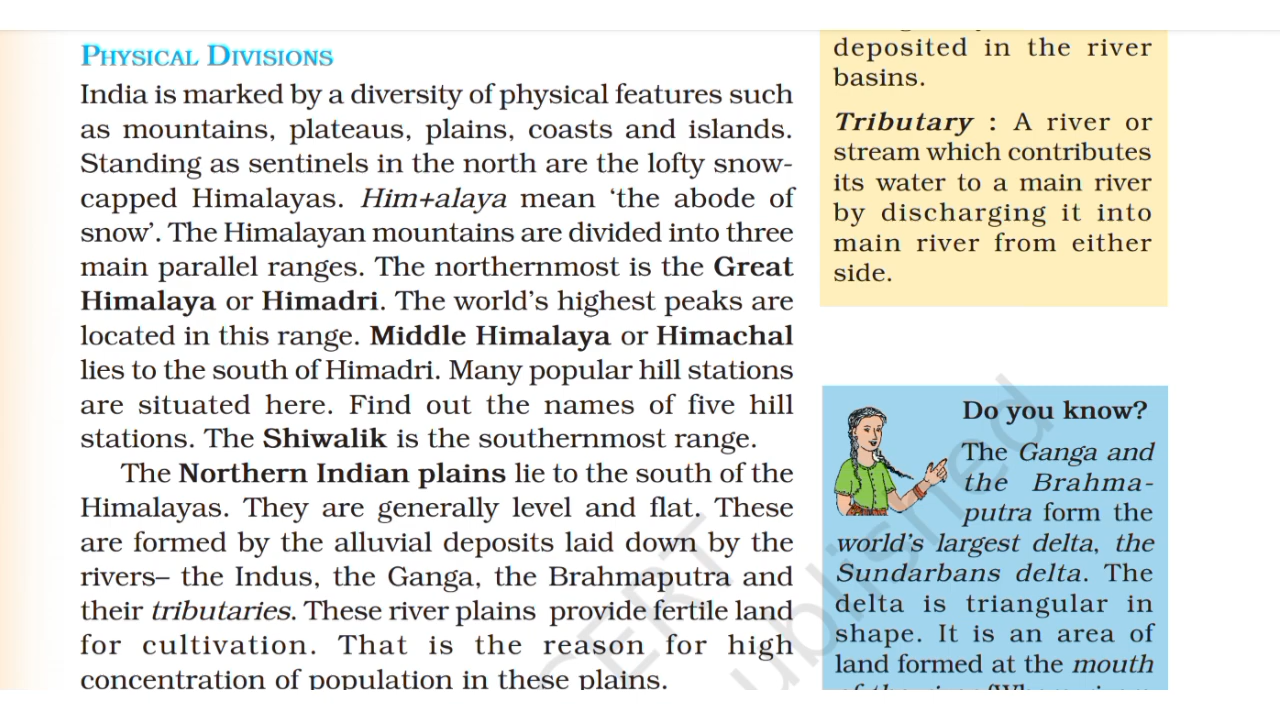 PHYSICAL DIVISIONS
India is marked by a diversity of physical features such
as mountains, plateaus, plains, coasts and islands.
Standing as sentinels in the north are the lofty snow-
capped Himalayas. Him+alaya mean ‘the abode of
snow’. The Himalayan mountains are divided into three
main parallel ranges. The northernmost is the Great
Himalaya or Himadri. The world’s highest peaks are
located in this range. Middle Himalaya or Himachal
lies to the south of Himadri. Many popular hill stations
are situated here. Find out the names of five hill
stations. The Shiwalik is the southernmost range.
The Northern Indian plains lie to the south of the
Himalayas. They are generally level and flat. These
are formed by the alluvial deposits laid down by the
rivers– the Indus, the Ganga, the Brahmaputra and
their tributaries. These river plains provide fertile land
for cultivation. That is the reason for high
concentration of population in these plains.
deposited in the river
basins.
Tributary : A river or
stream which contributes
its water to a main river
by discharging it into
main river from either
side.
Do you know?
The Ganga and
the Brahma-
putra form the
world’s largest delta, the
Sundarbans delta. The
delta is triangular in
shape. It is an area of
land formed at the mouth